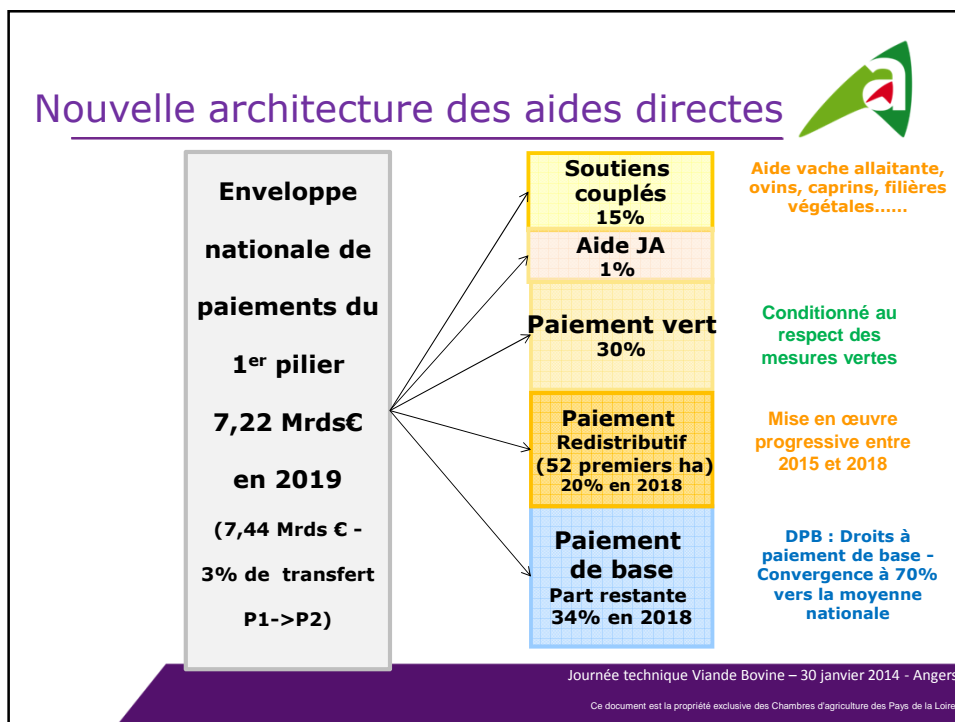 Nouvelle architecture des aides directes
a
Enveloppe
nationale de
paiements du
1er pilier
7,22 Mrds€
en 2019
(7,44 Mrds € -
3% de transfert
P1->P2)
Soutiens
couplés
15%
Aide JA
1%
Paiement vert
30%
Paiement
Redistributif
(52 premiers ha)
20% en 2018
Paiement
de base
Part restante
34% en 2018
Aide vache allaitante,
ovins, caprins, filières
végétales......
Conditionné au
respect des
mesures vertes
Mise en œuvre
progressive entre
2015 et 2018
DPB : Droits à
paiement de base -
Convergence à 70%
vers la moyenne
nationale
Journée technique Viande Bovine – 30 janvier 2014 - Angers
Ce document est la propriété exclusive des Chambres d'agriculture des Pays de la Loire